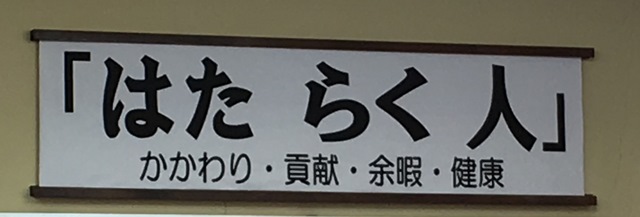 「はた らく 人」
かかわり・貢献・余暇・健康